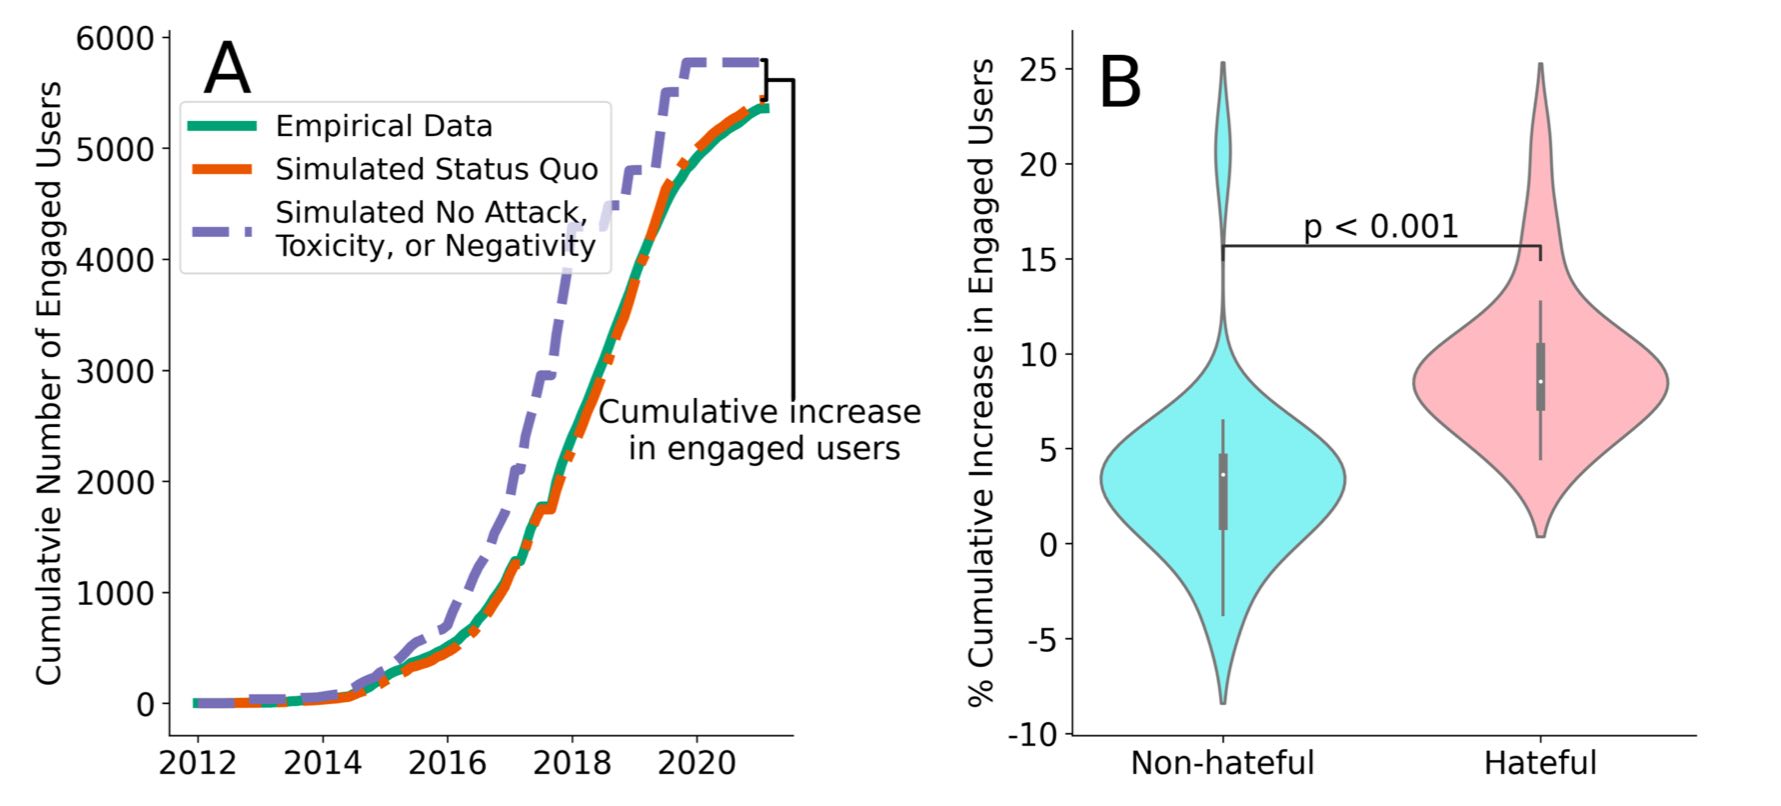 A
Cumulatvie Number of Engaged Users
6000
5000
4000
3000
2000
1000
0
2012
2014
2016
2018
2020
Empirical Data
Simulated Status Quo
Simulated No Attack,
Toxicity, or Negativity
Cumulative increase
in engaged users
B
% Cumulative Increase in Engaged Users
25
20
15
10
5
0
-5
-10
p < 0.001
Non-hateful
Hateful